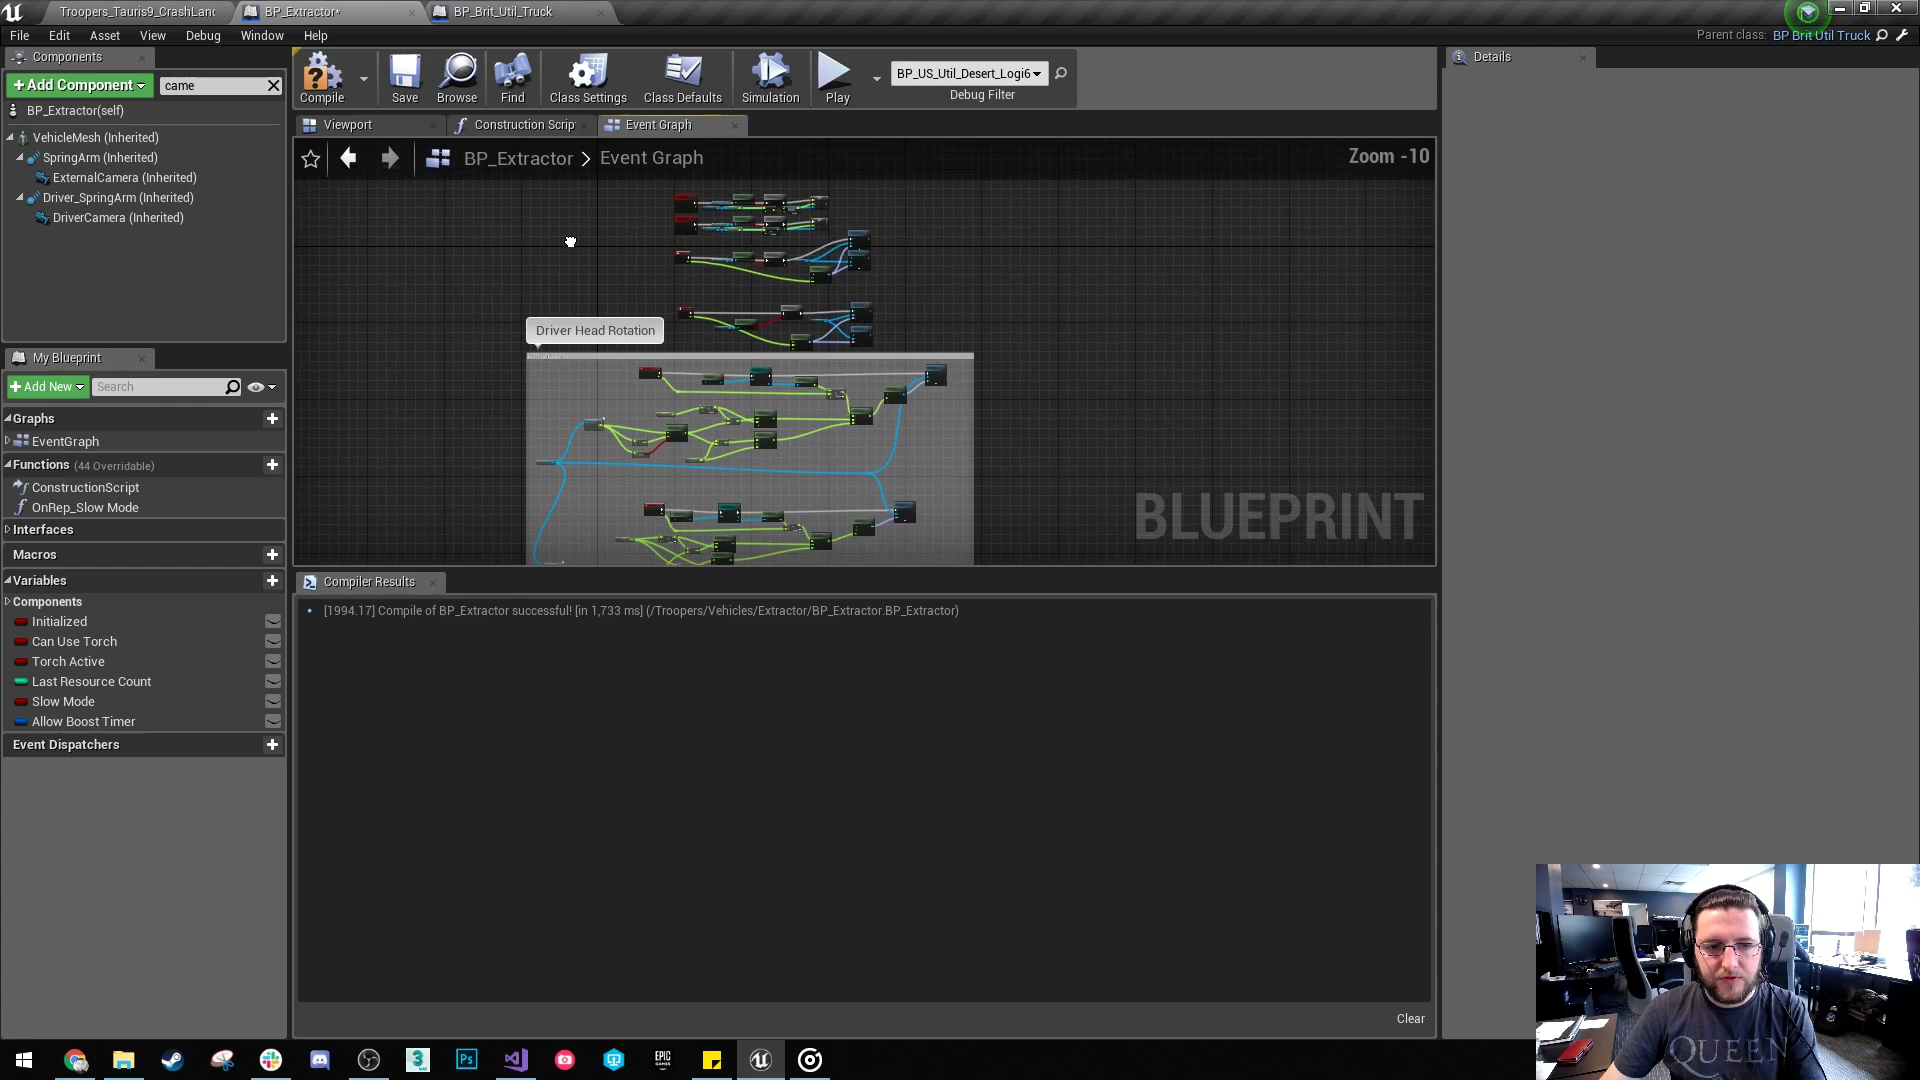 Troopers_Tauris9_CrashLanc
BP_Extractor*
BP_Brit_Util_Truck
File Edit Asset View Debug Window Help
Parent class: BP Brit Util Truck
Components
Details
+Add Component
came
Compile
Save
Browse
Find
Class Settings
Class Defaults
Simulation
Play
BP_US_Util_Desert_Logi6
Debug Filter
BP_Extractor(self)
VehicleMesh (Inherited)
SpringArm (Inherited)
ExternalCamera (Inherited)
Driver_SpringArm (Inherited)
DriverCamera (Inherited)
Viewport
Construction Scrip
Event Graph
BP_Extractor > Event Graph
Zoom -10
Driver Head Rotation
BLUEPRINT
My Blueprint
+Add New
Search
Graphs
EventGraph
Functions (44 Overridable)
ConstructionScript
OnRep_Slow Mode
Interfaces
Macros
Variables
Components
Initialized
Can Use Torch
Torch Active
Last Resource Count
Slow Mode
Allow Boost Timer
Event Dispatchers
Compiler Results
[1994.17] Compile of BP_Extractor successful! [in 1,733 ms] (/Troopers/Vehicles/Extractor/BP_Extractor.BP_Extractor)
Clear
QUEEN
3
Ps
EPIC
GAMES